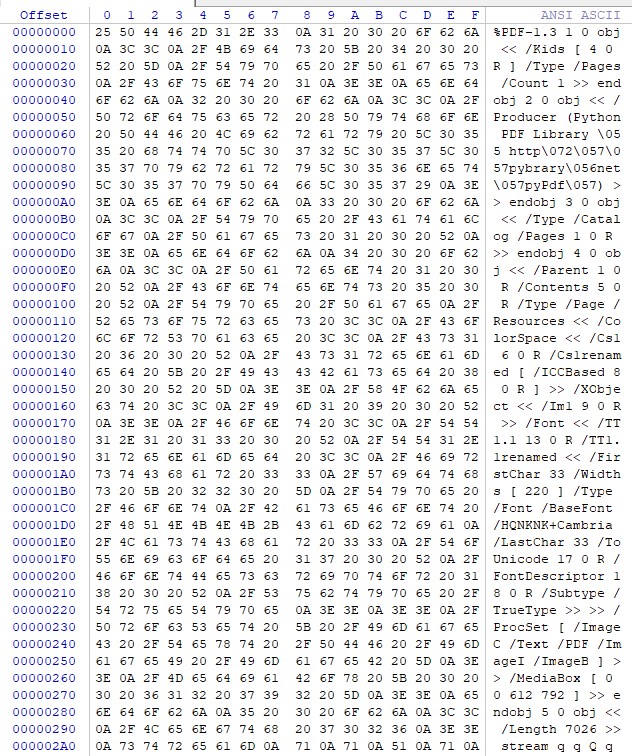 Offset 0 1 2 3 4 5 6 7 8 9 A B C D E F ANSI ASCII
00000000 25 50 44 46 2D 31 2E 33 0A 31 20 30 20 6F 62 6A %PDF-1.3 1 0 obj
00000010 0A 3C 3C 0A 2F 4B 69 64 73 20 5B 20 34 20 30 20 << /Kids [ 4 0
00000020 52 20 5D 0A 2F 54 79 70 65 20 2F 50 61 67 65 73 R ] /Type /Pages
00000030 0A 2F 43 6F 75 6E 74 20 31 0A 3E 3E 0A 65 6E 64 /Count 1 >> end
00000040 6F 62 6A 0A 32 20 30 20 6F 62 6A 0A 3C 3C 0A 2F obj 2 0 obj << /
00000050 50 72 6F 64 75 63 65 72 20 28 50 79 74 68 6F 6E Producer (Python
00000060 20 50 44 46 20 4C 69 62 72 61 72 79 20 5C 30 35 PDF Library \05
00000070 35 20 68 74 74 70 5C 30 37 32 5C 30 35 37 5C 30 5 http\072\057\0
00000080 35 37 70 79 62 72 61 72 79 5C 30 35 36 6E 65 74 57pybrary\056net
00000090 5C 30 35 37 70 79 50 64 66 5C 30 35 37 29 0A 3E \057pyPdf\057) >
000000A0 3E 0A 65 6E 64 6F 62 6A 0A 33 20 30 20 6F 62 6A > endobj 3 0 obj
000000B0 0A 3C 3C 0A 2F 54 79 70 65 20 2F 43 61 74 61 6C << /Type /Catal
000000C0 6F 67 0A 2F 50 61 67 65 73 20 31 20 30 20 52 0A og /Pages 1 0 R
000000D0 3E 3E 0A 65 6E 64 6F 62 6A 0A 34 20 30 20 6F 62 >> endobj 4 0 ob
000000E0 6A 0A 3C 3C 0A 2F 50 61 72 65 6E 74 20 31 20 30 j << /Parent 1 0
000000F0 20 52 0A 2F 43 6F 6E 74 65 6E 74 73 20 35 20 30 R /Contents 5 0
00000100 20 52 0A 2F 54 79 70 65 20 2F 50 61 67 65 0A 2F R /Type /Page /
00000110 52 65 73 6F 75 72 63 65 73 20 3C 3C 0A 2F 43 6F Resources << /Co
00000120 6C 6F 72 53 70 61 63 65 20 3C 3C 0A 2F 43 73 31 lorSpace << /Cs1
00000130 20 36 20 30 20 52 0A 2F 43 73 31 72 65 6E 61 6D 6 0 R /Cs1renam
00000140 65 64 20 5B 20 2F 49 43 43 42 61 73 65 64 20 38 ed [ /ICCBased 8
00000150 20 30 20 52 20 5D 0A 3E 3E 0A 2F 58 4F 62 6A 65 0 R ] >> /XObje
00000160 63 74 20 3C 3C 0A 2F 49 6D 31 20 39 20 30 20 52 ct << /Im1 9 0 R
00000170 0A 3E 3E 0A 2F 46 6F 6E 74 20 3C 3C 0A 2F 54 54 >> /Font << /TT
00000180 31 2E 31 20 31 33 20 30 20 52 0A 2F 54 54 31 2E 1.1 13 0 R /TT1.
00000190 31 72 65 6E 61 6D 65 64 20 3C 3C 0A 2F 46 69 72 1renamed << /Fir
000001A0 73 74 43 68 61 72 20 33 33 0A 2F 57 69 64 74 68 stChar 33 /Width
000001B0 73 20 5B 20 32 32 30 20 5D 0A 2F 54 79 70 65 20 s [ 220 ] /Type
000001C0 2F 46 6F 6E 74 0A 2F 42 61 73 65 46 6F 6E 74 20 /Font /BaseFont
000001D0 2F 48 51 4E 4B 4E 4B 2B 43 61 6D 62 72 69 61 0A /HQNKNK+Cambria
000001E0 2F 4C 61 73 74 43 68 61 72 20 33 33 0A 2F 54 6F /LastChar 33 /To
000001F0 55 6E 69 63 6F 64 65 20 31 37 20 30 20 52 0A 2F Unicode 17 0 R /
00000200 46 6F 6E 74 44 65 73 63 72 69 70 74 6F 72 20 31 FontDescriptor 1
00000210 38 20 30 20 52 0A 2F 53 75 62 74 79 70 65 20 2F 8 0 R /Subtype /
00000220 54 72 75 65 54 79 70 65 0A 3E 3E 0A 3E 3E 0A 2F TrueType >> >> /
00000230 50 72 6F 63 53 65 74 20 5B 20 2F 49 6D 61 67 65 ProcSet [ /Image
00000240 43 20 2F 54 65 78 74 20 2F 50 44 46 20 2F 49 6D C /Text /PDF /Im
00000250 61 67 65 49 20 2F 49 6D 61 67 65 42 20 5D 0A 3E ageI /ImageB ] >
00000260 3E 0A 2F 4D 65 64 69 61 42 6F 78 20 5B 20 30 20 > /MediaBox [ 0
00000270 30 20 36 31 32 20 37 39 32 20 5D 0A 3E 3E 0A 65 0 612 792 ] >> e
00000280 6E 64 6F 62 6A 0A 35 20 30 20 6F 62 6A 0A 3C 3C ndobj 5 0 obj <<
00000290 0A 2F 4C 65 6E 67 74 68 20 37 30 32 36 0A 3E 3E /Length 7026 >>
000002A0 0A 73 74 72 65 61 6D 0A 71 0A 71 0A 51 0A 71 0A stream q q Q q